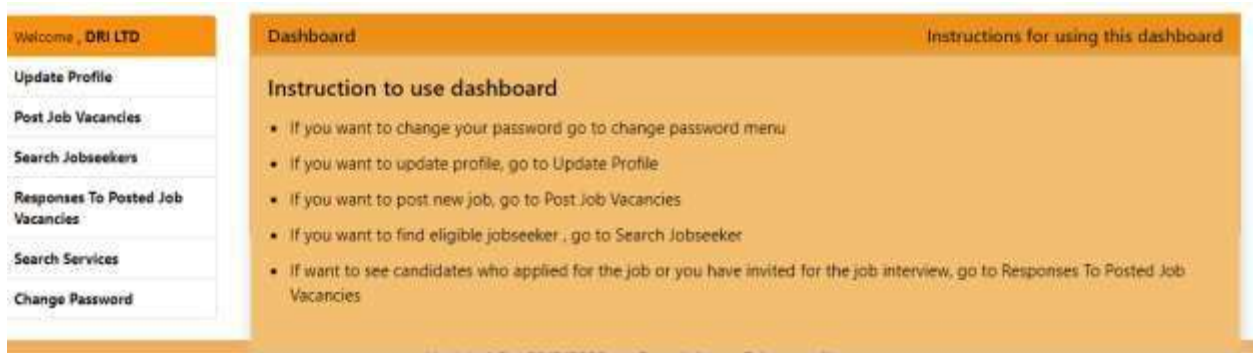 Welcome , DRI LTD
Update Profile
Post Job Vacancies
Search Jobseekers
Responses To Posted Job
Vacancies
Search Services
Change Password
Dashboard
Instructions for using this dashboard
Instruction to use dashboard
• If you want to change your password go to change password menu
• If you want to update profile, go to Update Profile
• If you want to post new job, go to Post Job Vacancies
• If you want to find eligible jobseeker , go to Search Jobseeker
• If want to see candidates who applied for the job or you have invited for the job interview, go to Responses To Posted Job
Vacancies